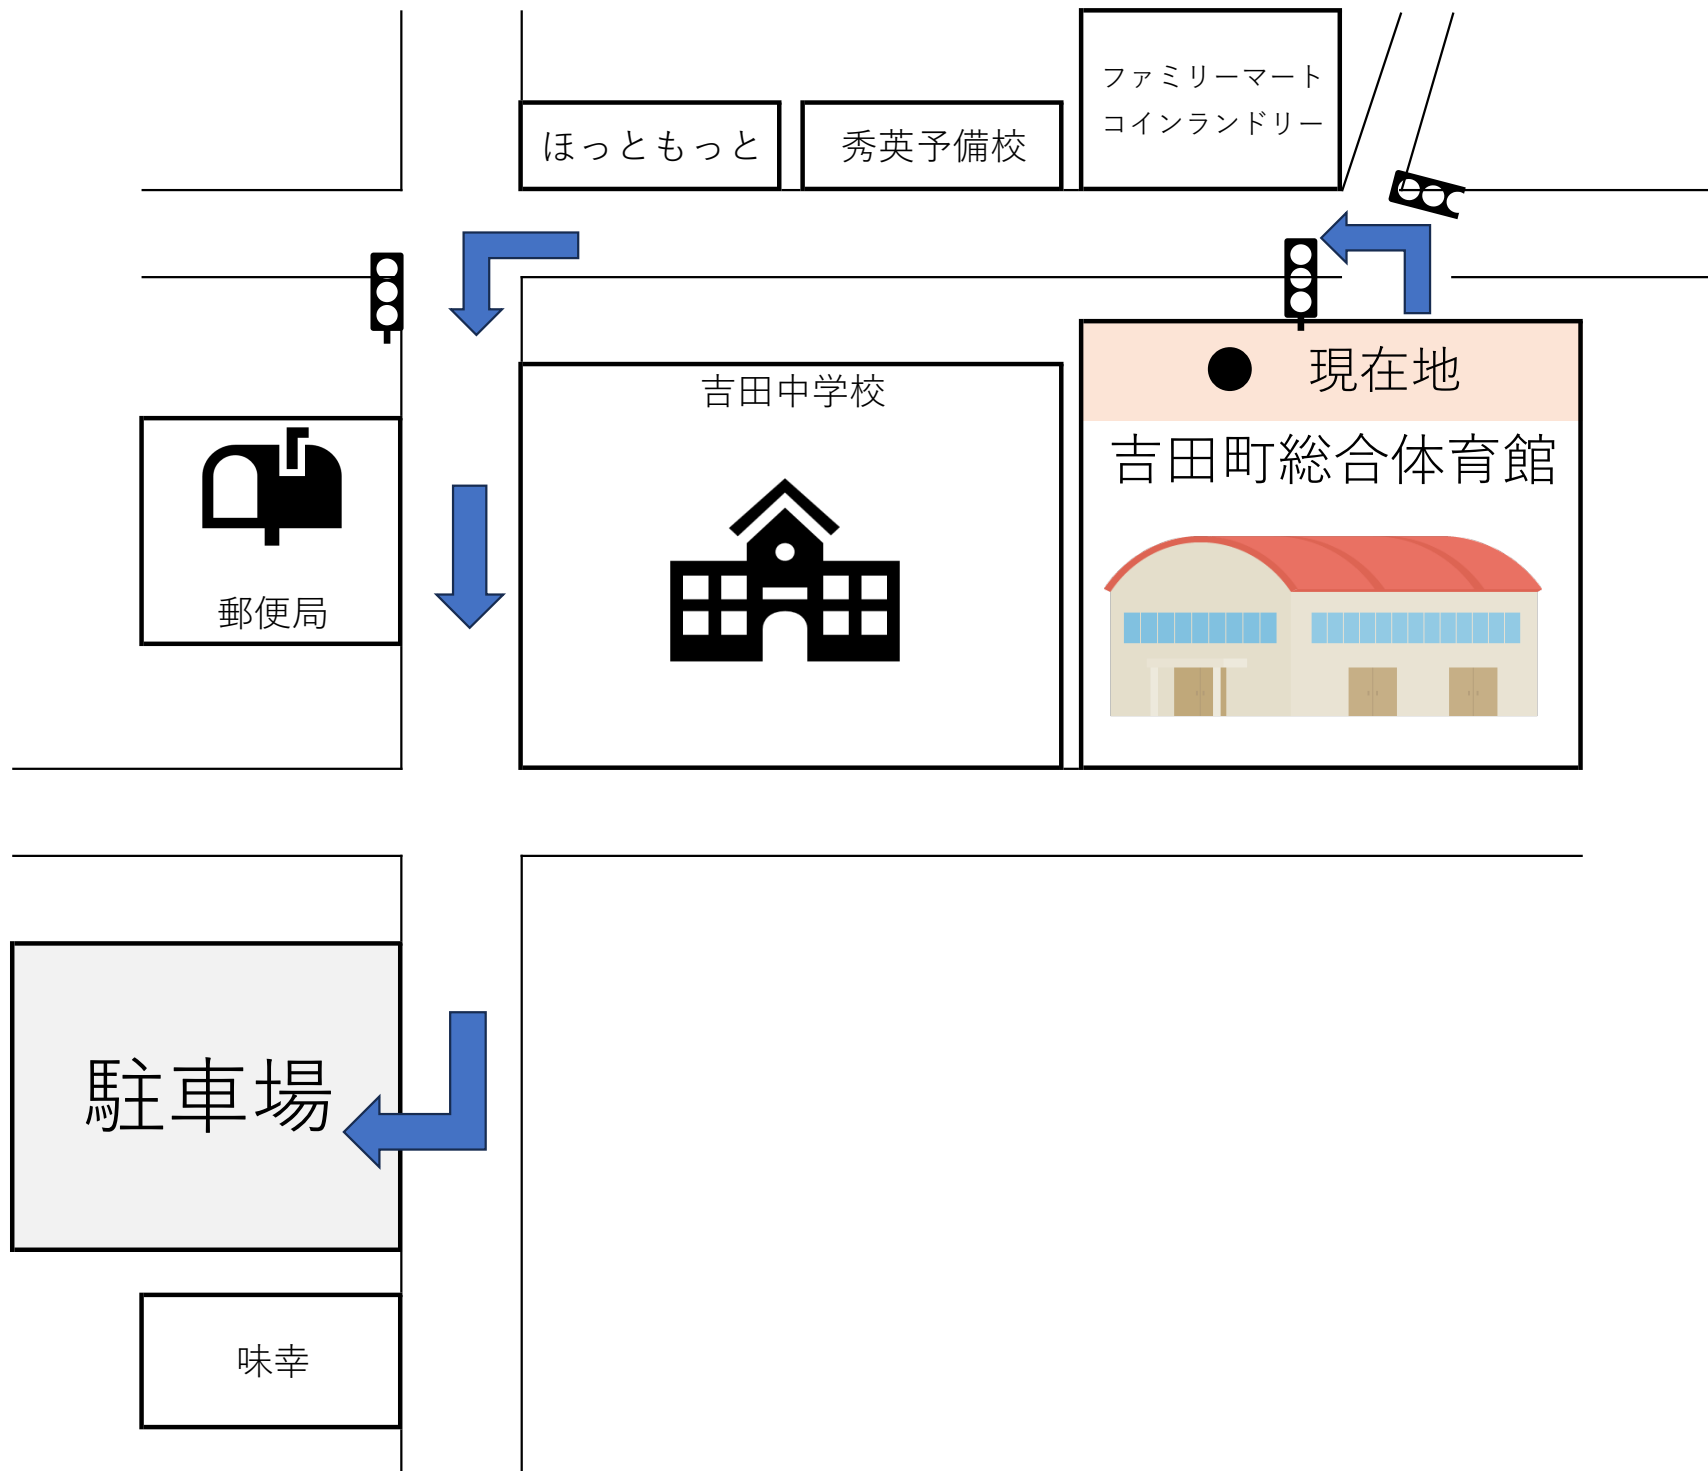 ファミリーマート
コインランドリー
ほっともっと
秀英予備校
現在地
吉田中学校
吉田町総合体育館
郵便局
駐車場
味幸